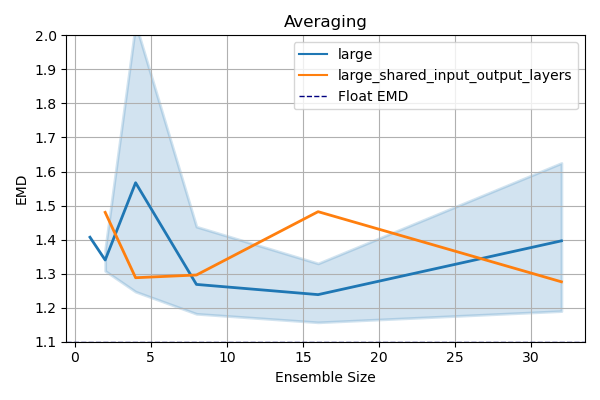 Averaging
large
large_shared_input_output_layers
Float EMD
EMD
2.0
1.9
1.8
1.7
1.6
1.5
1.4
1.3
1.2
1.1
0 5 10 15 20 25 30
Ensemble Size